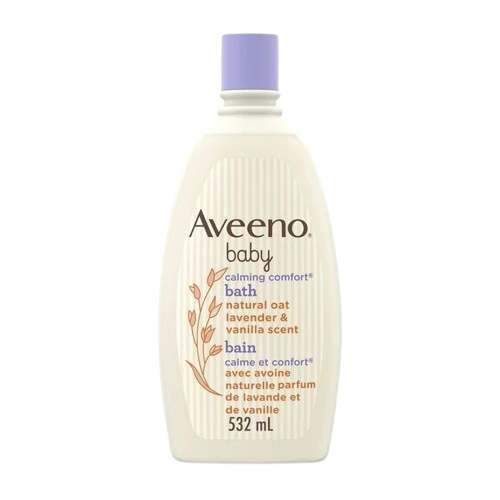 Aveeno®
baby
calming comfort®
bath
natural oat
lavender &
vanilla scent
bain
calme et confort®
avec avoine
naturelle parfum
de lavande et
de vanille
532 mL